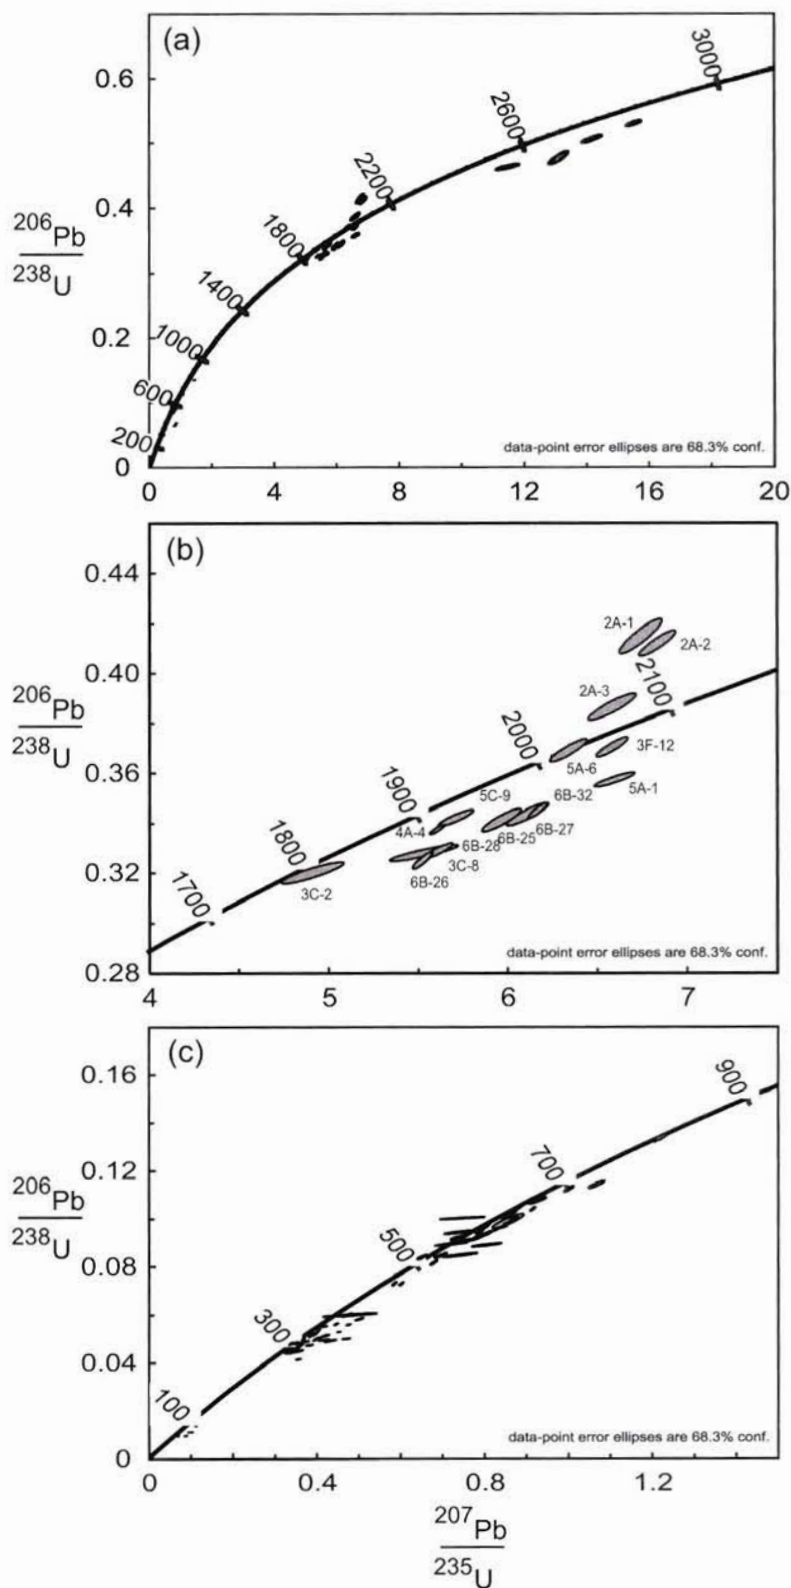 (a)
0.6
0.4
0.2
0
206Pb
238U
200
600
1000
1400
1800
2200
2600
3000
data-point error ellipses are 68.3% conf.
0 4 8 12 16 20
(b)
0.44
0.40
0.36
0.32
0.28
206Pb
238U
1700
1800
1900
2000
2100
2A-1
2A-2
2A-3
3F-12
5A-6
5A-1
5C-9
6B-32
4A-4
6B-27
6B-28
6B-25
3C-8
3C-2
6B-26
data-point error ellipses are 68.3% conf.
4 5 6 7
(c)
0.16
0.12
0.08
0.04
0
206Pb
238U
100
300
500
700
900
data-point error ellipses are 68.3% conf.
0 0.4 0.8 1.2
207Pb
235U